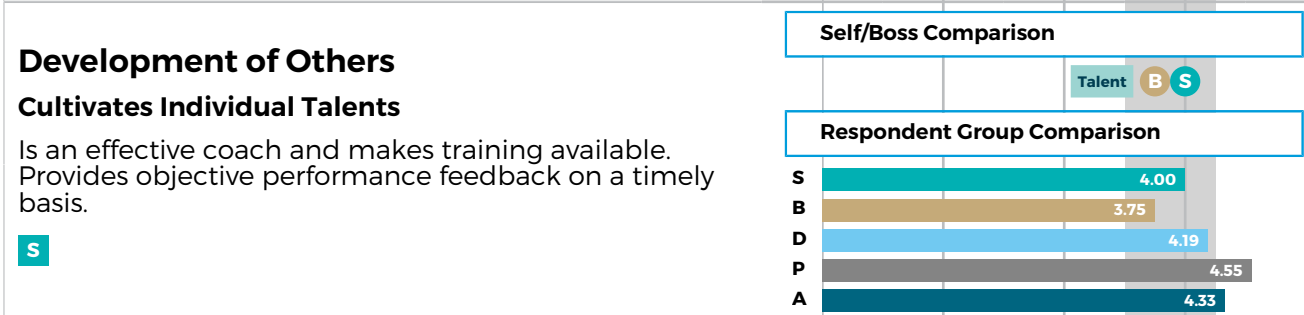 Development of Others
Cultivates Individual Talents
Is an effective coach and makes training available.
Provides objective performance feedback on a timely
basis.
S
Self/Boss Comparison
Talent B S
Respondent Group Comparison
S 4.00
B 3.75
D 4.19
P 4.55
A 4.33